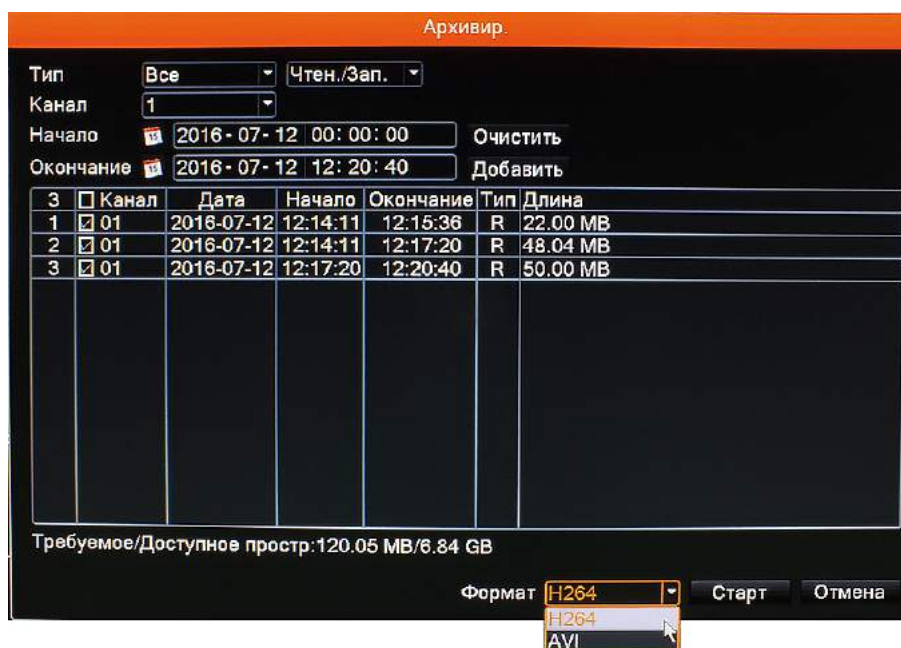 Архивир.
Тип Все Чтен./Зап.
Канал 1
Начало 15 2016-07-12 00:00:00 Очистить
Окончание 15 2016-07-12 12:20:40 Добавить
3 Канал Дата Начало Окончание Тип Длина
1 01 2016-07-12 12:14:11 12:15:36 R 22.00 MB
2 01 2016-07-12 12:14:11 12:17:20 R 48.04 MB
3 01 2016-07-12 12:17:20 12:20:40 R 50.00 MB
Требуемое/Доступное простр:120.05 MB/6.84 GB
Формат H264 Старт Отмена
H264
AVI